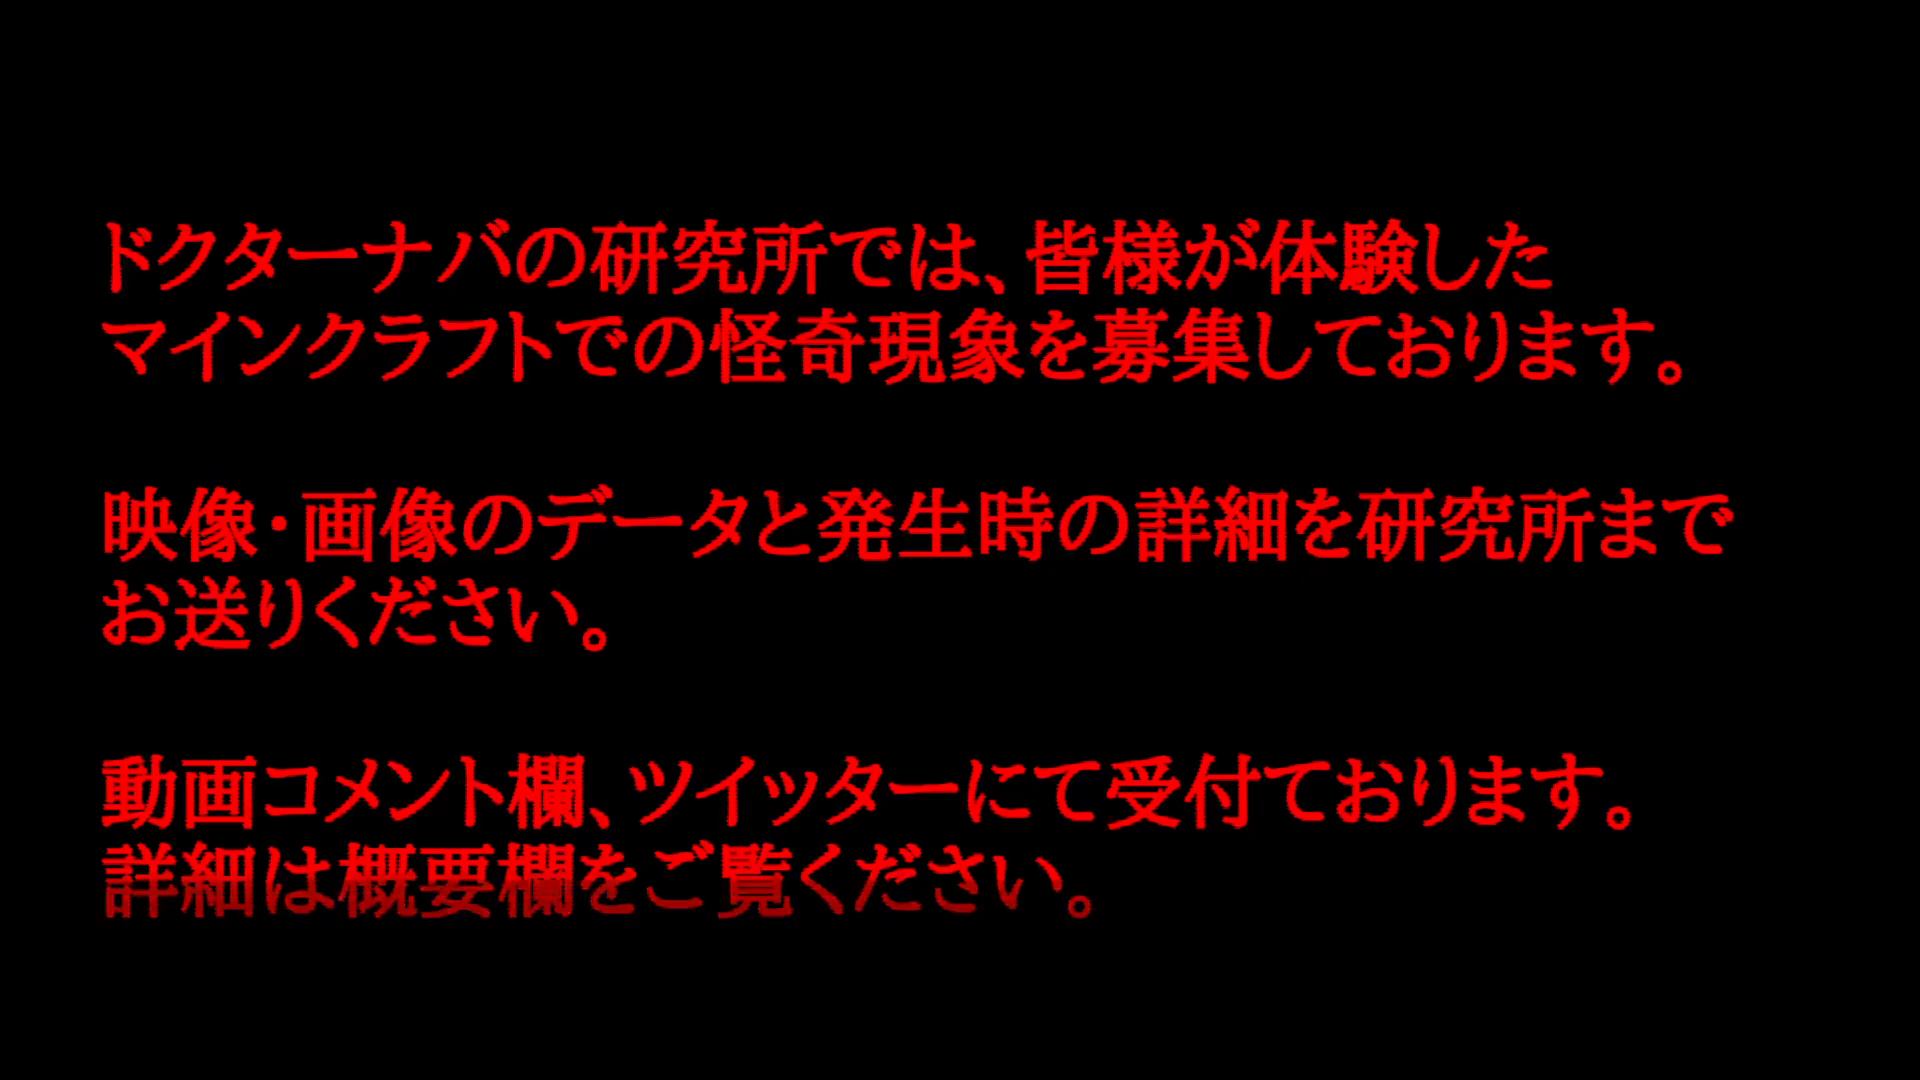 ドクターナバの研究所では、皆様が体験した
マインクラフトでの怪奇現象を募集しております。
映像・画像のデータと発生時の詳細を研究所まで
お送りください。
動画コメント欄、ツイッターにて受付ております。
詳細は概要欄をご覧ください。